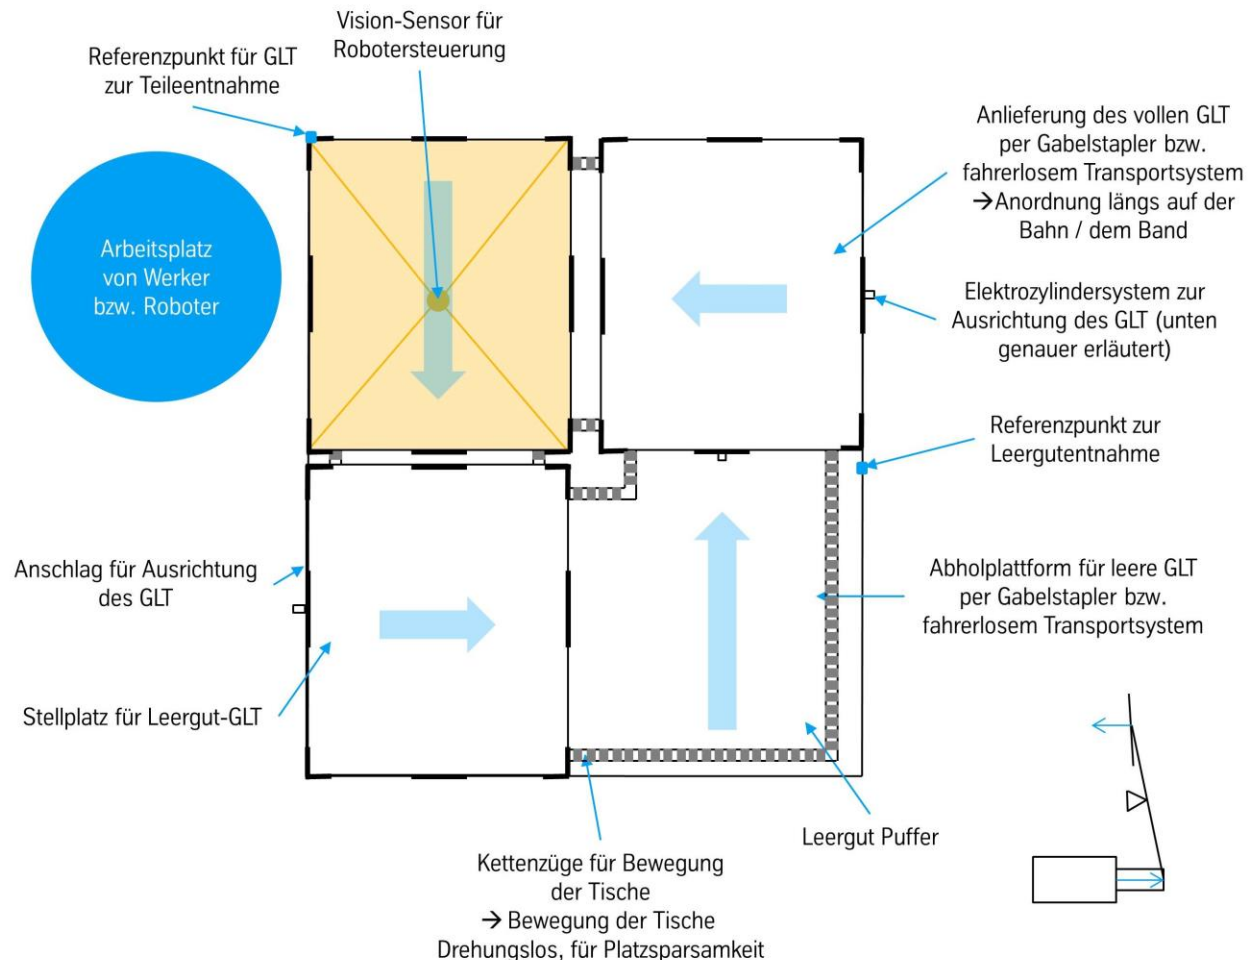 Vision-Sensor für
Robotersteuerung
Referenzpunkt für GLT
zur Teileentnahme
Anlieferung des vollen GLT
per Gabelstapler bzw.
fahrerlosem Transportsystem
→Anordnung längs auf der
Bahn / dem Band
Arbeitsplatz
von Werker
bzw. Roboter
Elektrozylindersystem zur
Ausrichtung des GLT (unten
genauer erläutert)
Referenzpunkt zur
Leergutentnahme
Anschlag für Ausrichtung
des GLT
Abholplattform für leere GLT
per Gabelstapler bzw.
fahrerlosem Transportsystem
Stellplatz für Leergut-GLT
Leergut Puffer
Kettenzüge für Bewegung
der Tische
→ Bewegung der Tische
Drehungslos, für Platzsparsamkeit